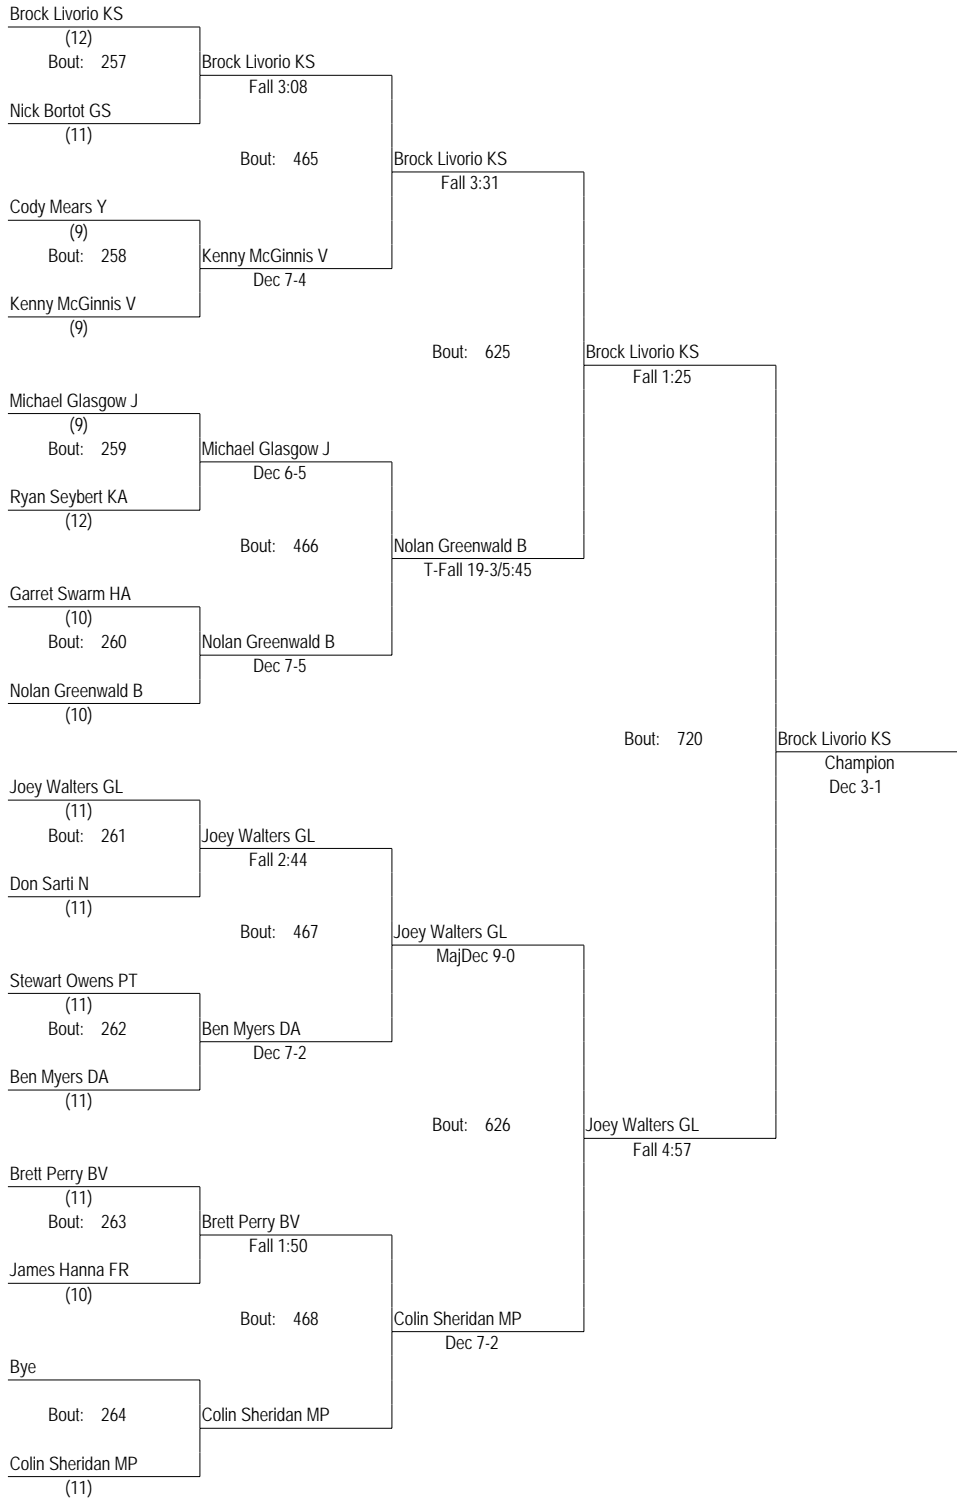 Brock Livorio KS
(12)
Bout: 257
Brock Livorio KS
Fall 3:08
Nick Bortot GS
(11)
Bout: 465
Brock Livorio KS
Fall 3:31
Cody Mears Y
(9)
Bout: 258
Kenny McGinnis V
Dec 7-4
Kenny McGinnis V
(9)
Bout: 625
Brock Livorio KS
Fall 1:25
Michael Glasgow J
(9)
Bout: 259
Michael Glasgow J
Dec 6-5
Ryan Seybert KA
(12)
Bout: 466
Nolan Greenwald B
T-Fall 19-3/5:45
Garret Swarm HA
(10)
Bout: 260
Nolan Greenwald B
Dec 7-5
Nolan Greenwald B
(10)
Bout: 720
Brock Livorio KS
Champion
Dec 3-1
Joey Walters GL
(11)
Bout: 261
Joey Walters GL
Fall 2:44
Don Sarti N
(11)
Bout: 467
Joey Walters GL
MajDec 9-0
Stewart Owens PT
(11)
Bout: 262
Ben Myers DA
Dec 7-2
Ben Myers DA
(11)
Bout: 626
Joey Walters GL
Fall 4:57
Brett Perry BV
(11)
Bout: 263
Brett Perry BV
Fall 1:50
James Hanna FR
(10)
Bout: 468
Colin Sheridan MP
Dec 7-2
Bye
Bout: 264
Colin Sheridan MP
Colin Sheridan MP
(11)